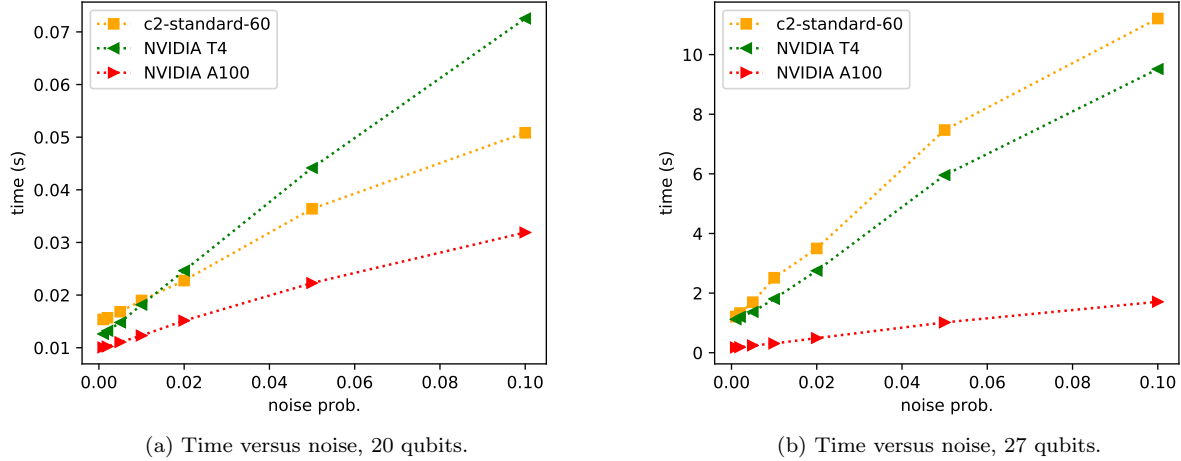 c2-standard-60
NVIDIA T4
NVIDIA A100
0.07
0.06
0.05
0.04
0.03
0.02
0.01
time (s)
0.00 0.02 0.04 0.06 0.08 0.10
noise prob.
(a) Time versus noise, 20 qubits.
c2-standard-60
NVIDIA T4
NVIDIA A100
10
8
6
4
2
0
time (s)
0.00 0.02 0.04 0.06 0.08 0.10
noise prob.
(b) Time versus noise, 27 qubits.